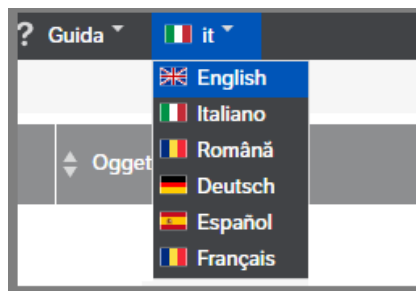 ? Guida it
English
Italiano
Ogget
Română
Deutsch
Español
Français